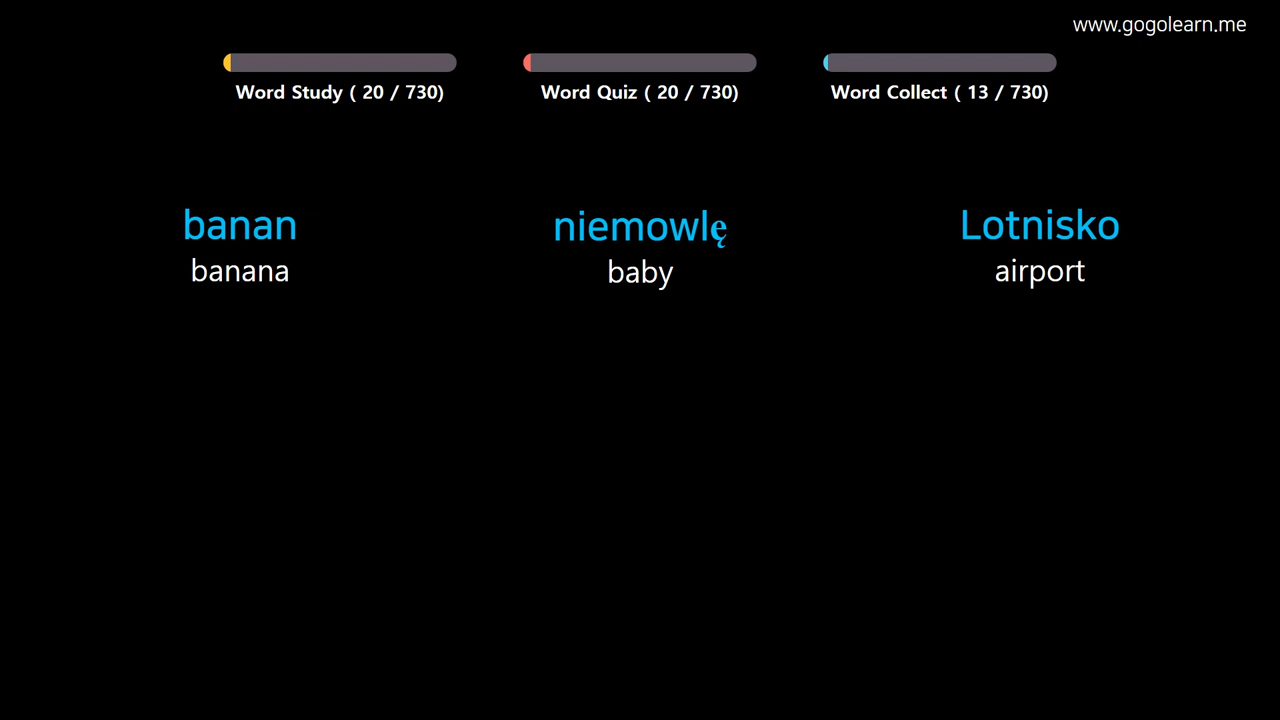 www.gogolearn.me
Word Study ( 20 / 730)
Word Quiz ( 20 / 730)
Word Collect ( 13 / 730)
banan
banana
niemowlę
baby
Lotnisko
airport